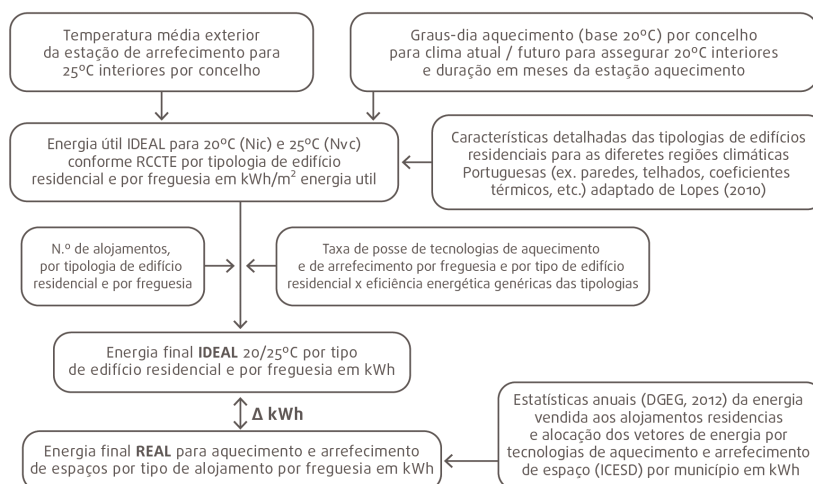 Temperatura média exterior
da estação de arrefecimento para
25ºC interiores por concelho
Graus-dia aquecimento (base 20ºC) por concelho
para clima atual / futuro para assegurar 20ºC interiores
e duração em meses da estação aquecimento
Energia útil IDEAL para 20ºC (Nic) e 25ºC (Nvc)
conforme RCCTE por tipologia de edifício
residencial e por freguesia em kWh/m² energia util
Características detalhadas das tipologias de edifícios
residenciais para as diferetes regiões climáticas
Portuguesas (ex. paredes, telhados, coeficientes
térmicos, etc.) adaptado de Lopes (2010)
N.º de alojamentos,
por tipologia de edifício
residencial e por freguesia
Taxa de posse de tecnologias de aquecimento
e de arrefecimento por freguesia e por tipo de edifício
residencial x eficiência energética genéricas das tipologias
Energia final IDEAL 20/25ºC por tipo
de edifício residencial e por freguesia em kWh
Δ kWh
Energia final REAL para aquecimento e arrefecimento
de espaços por tipo de alojamento por freguesia em kWh
Estatísticas anuais (DGEG, 2012) da energia
vendida aos alojamentos residencias
e alocação dos vetores de energia por
tecnologias de aquecimento e arrefecimento
de espaço (ICESD) por município em kWh